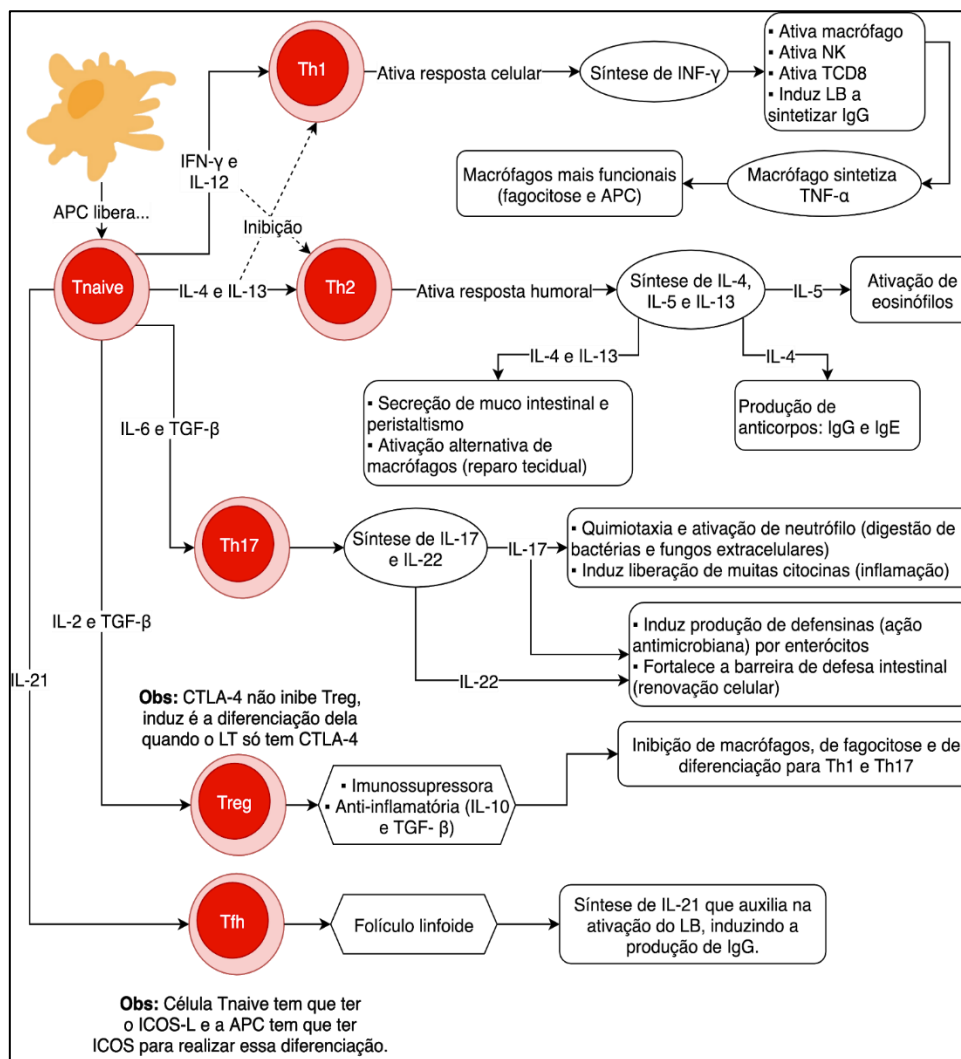 Th1
Ativa resposta celular
Síntese de INF-γ
▪ Ativa macrófago
▪ Ativa NK
▪ Ativa TCD8
▪ Induz LB a
sintetizar IgG
IFN-γ e
IL-12
Macrófagos mais funcionais
(fagocitose e APC)
Macrófago sintetiza
TNF-α
APC libera...
Inibição
Tnaive
IL-4 e IL-13
Th2
Ativa resposta humoral
Síntese de IL-4,
IL-5 e IL-13
IL-5
Ativação de
eosinófilos
IL-4 e IL-13
IL-4
▪ Secreção de muco intestinal e
peristaltismo
▪ Ativação alternativa de
macrófagos (reparo tecidual)
Produção de
anticorpos: IgG e IgE
IL-6 e TGF-β
Th17
Síntese de IL-17
e IL-22
IL-17
▪ Quimiotaxia e ativação de neutrófilo (digestão de
bactérias e fungos extracelulares)
▪ Induz liberação de muitas citocinas (inflamação)
IL-2 e TGF-β
▪ Induz produção de defensinas (ação
antimicrobiana) por enterócitos
▪ Fortalece a barreira de defesa intestinal
(renovação celular)
IL-21
IL-22
Obs: CTLA-4 não inibe Treg,
induz é a diferenciação dela
quando o LT só tem CTLA-4
Treg
▪ Imunossupressora
▪ Anti-inflamatória (IL-10
e TGF- β)
Inibição de macrófagos, de fagocitose e de
diferenciação para Th1 e Th17
Tfh
Folículo linfoide
Síntese de IL-21 que auxilia na
ativação do LB, induzindo a
produção de IgG.
Obs: Célula Tnaive tem que ter
o ICOS-L e a APC tem que ter
ICOS para realizar essa diferenciação.